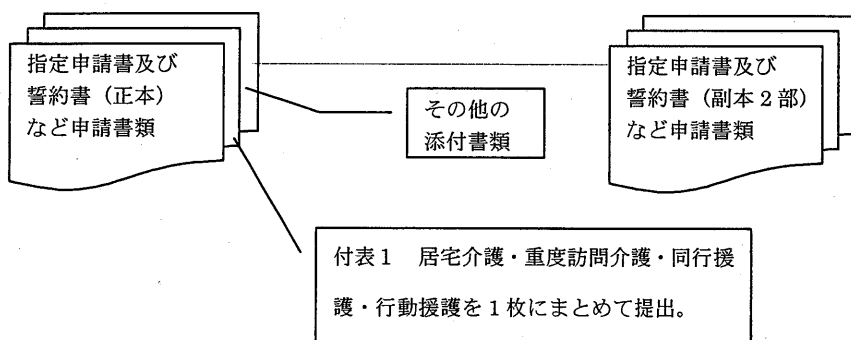 指定申請書及び
誓約書（正本）
など申請書類
その他の
添付書類
指定申請書及び
誓約書（副本２部）
など申請書類
付表１　居宅介護・重度訪問介護・同行援
護・行動援護を１枚にまとめて提出。